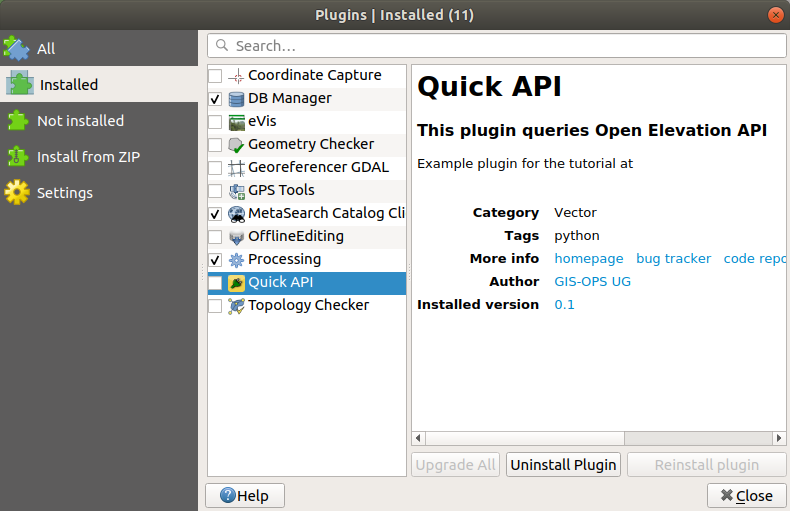 Plugins | Installed (11)
All
Installed
Not installed
Install from ZIP
Settings
Search…
Coordinate Capture
DB Manager
eVis
Geometry Checker
Georeferencer GDAL
GPS Tools
MetaSearch Catalog Cli
OfflineEditing
Processing
Quick API
Topology Checker
Quick API
This plugin queries Open Elevation API
Example plugin for the tutorial at
Category Vector
Tags python
More info homepage bug tracker code repo
Author GIS-OPS UG
Installed version 0.1
Upgrade All Uninstall Plugin Reinstall plugin
Help Close